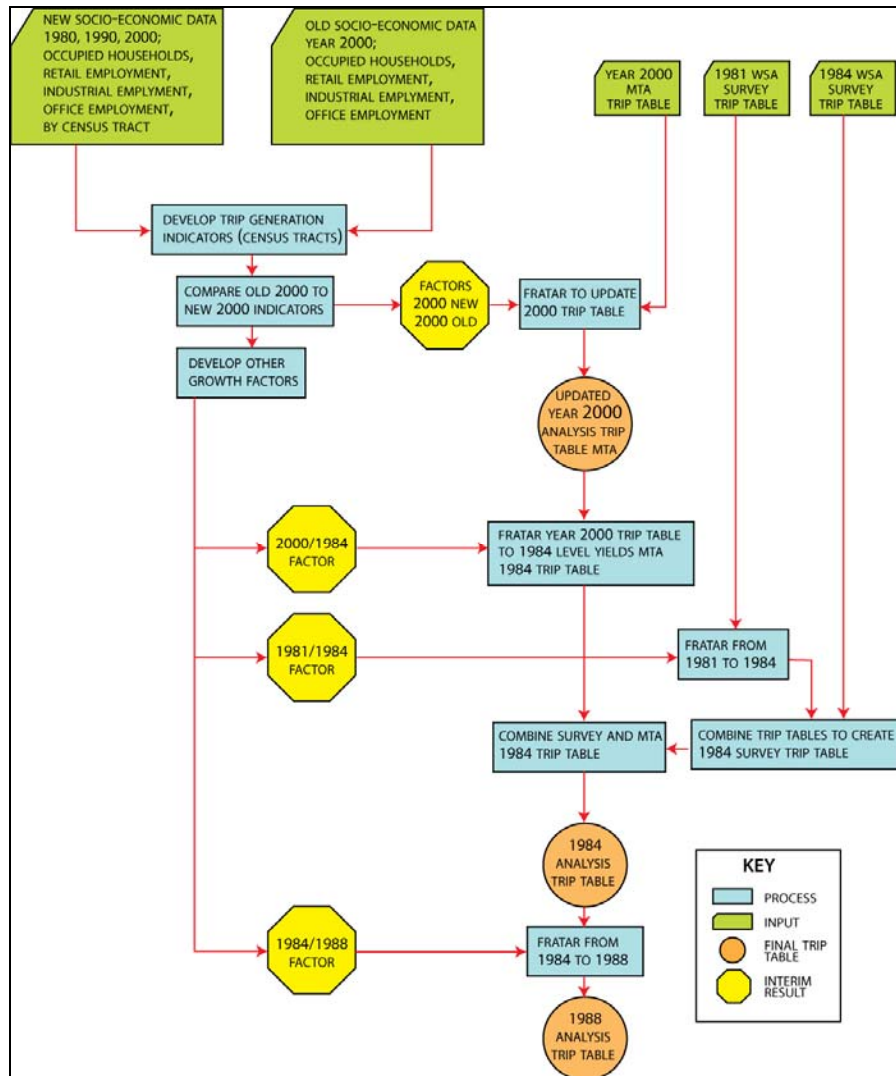 NEW SOCIO-ECONOMIC DATA
1980, 1990, 2000;
OCCUPIED HOUSEHOLDS,
RETAIL EMPLOYMENT,
INDUSTRIAL EMPLYMENT,
OFFICE EMPLOYMENT,
BY CENSUS TRACT
OLD SOCIO-ECONOMIC DATA
YEAR 2000;
OCCUPIED HOUSEHOLDS,
RETAIL EMPLOYMENT,
INDUSTRIAL EMPLYMENT,
OFFICE EMPLOYMENT
YEAR 2000
MTA
TRIP TABLE
1981 WSA
SURVEY
TRIP TABLE
1984 WSA
SURVEY
TRIP TABLE
DEVELOP TRIP GENERATION
INDICATORS (CENSUS TRACTS)
COMPARE OLD 2000 TO
NEW 2000 INDICATORS
FACTORS
2000 NEW
2000 OLD
FRATAR TO UPDATE
2000 TRIP TABLE
DEVELOP OTHER
GROWTH FACTORS
UPDATED
YEAR 2000
ANALYSIS TRIP
TABLE MTA
2000/1984
FACTOR
FRATAR YEAR 2000 TRIP TABLE
TO 1984 LEVEL YIELDS MTA
1984 TRIP TABLE
1981/1984
FACTOR
FRATAR FROM
1981 TO 1984
COMBINE SURVEY AND MTA
1984 TRIP TABLE
COMBINE TRIP TABLES TO CREATE
1984 SURVEY TRIP TABLE
1984
ANALYSIS
TRIP TABLE
1984/1988
FACTOR
FRATAR FROM
1984 TO 1988
1988
ANALYSIS
TRIP TABLE
KEY
PROCESS
INPUT
FINAL TRIP
TABLE
INTERIM
RESULT